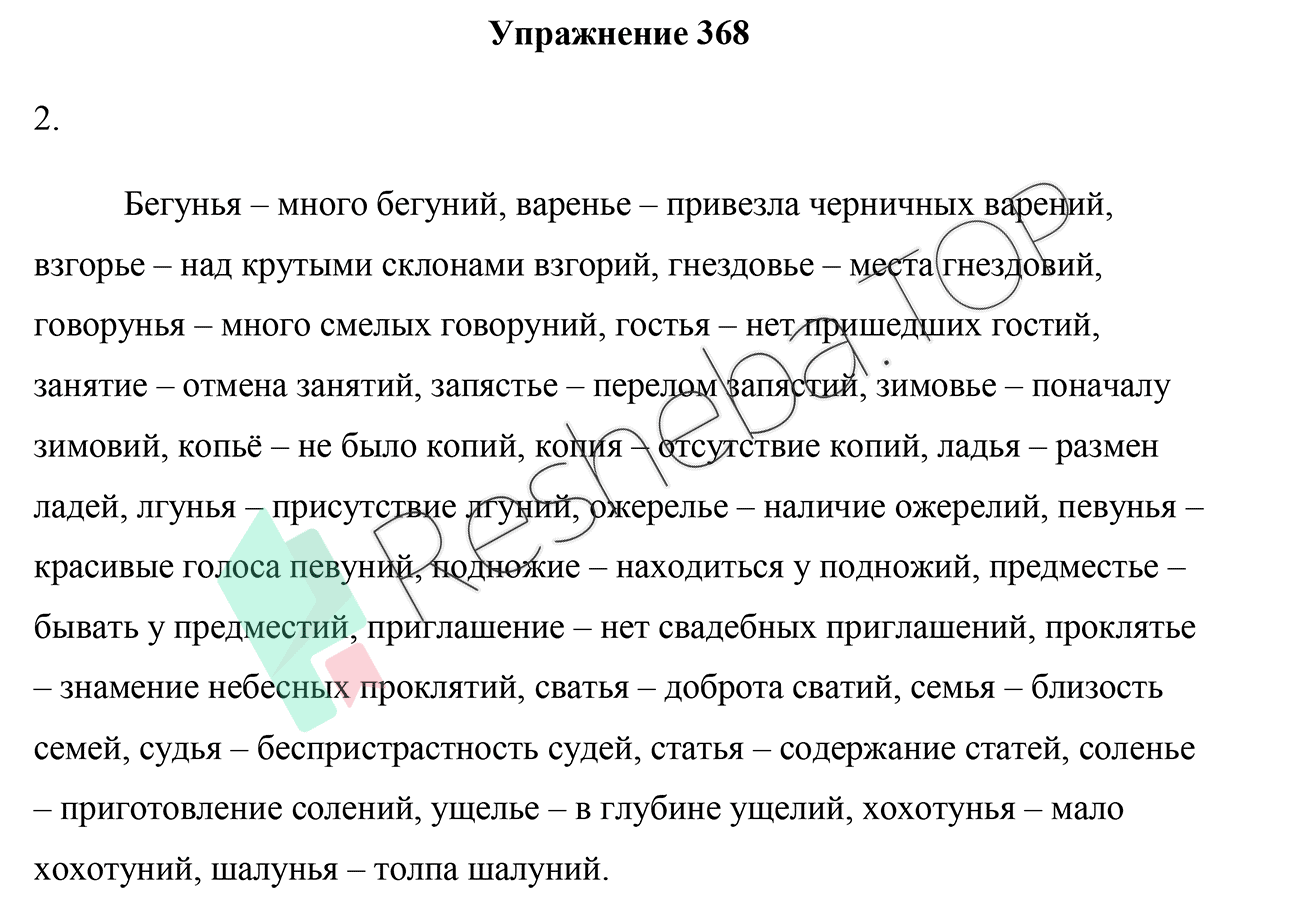 Упражнение 368
2.
Бегунья – много бегуний, варенье – привезла черничных варений,
взгорье – над крутыми склонами взгорий, гнездовье – места гнездовий,
говорунья – много смелых говоруний, гостья – нет пришедших гостий,
занятие – отмена занятий, запястье – перелом запястий, зимовье – поначалу
зимовий, копьё – не было копий, копия – отсутствие копий, ладья – размен
ладей, лгунья – присутствие лгуний, ожерелье – наличие ожерелий, певунья –
красивые голоса певуний, подножие – находиться у подножий, предместье –
бывать у предместий, приглашение – нет свадебных приглашений, проклятье
– знамение небесных проклятий, сватья – доброта сватий, семья – близость
семей, судья – беспристрастность судей, статья – содержание статей, соленье
– приготовление солений, ущелье – в глубине ущелий, хохотунья – мало
хохотуний, шалунья – толпа шалуний.
Resheba.TOP